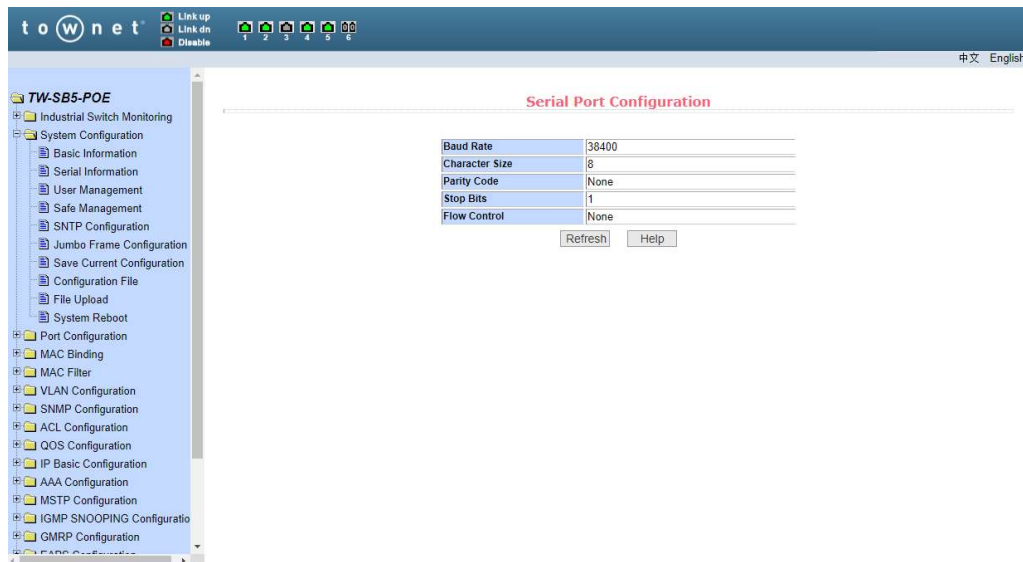 townet
Link up
Link dn
Disable
1 2 3 4 5 6
中文 English
TW-SB5-POE
Industrial Switch Monitoring
System Configuration
Basic Information
Serial Information
User Management
Safe Management
SNTP Configuration
Jumbo Frame Configuration
Save Current Configuration
Configuration File
File Upload
System Reboot
Port Configuration
MAC Binding
MAC Filter
VLAN Configuration
SNMP Configuration
ACL Configuration
QOS Configuration
IP Basic Configuration
AAA Configuration
MSTP Configuration
IGMP SNOOPING Configuratio
GMRP Configuration
EAPS Configuration
Serial Port Configuration
Baud Rate 38400
Character Size 8
Parity Code None
Stop Bits 1
Flow Control None
Refresh Help